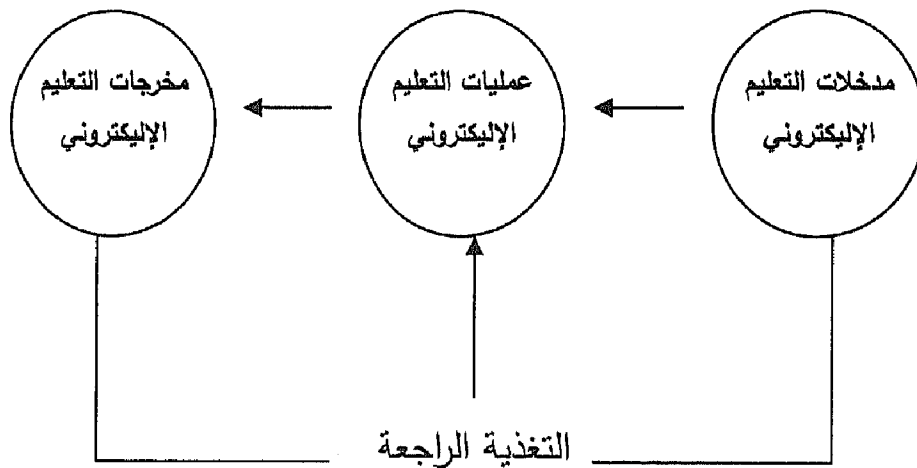 مدخلات التعليم
الإليكتروني
عمليات التعليم
الإليكتروني
مخرجات التعليم
الإليكتروني
التغذية الراجعة